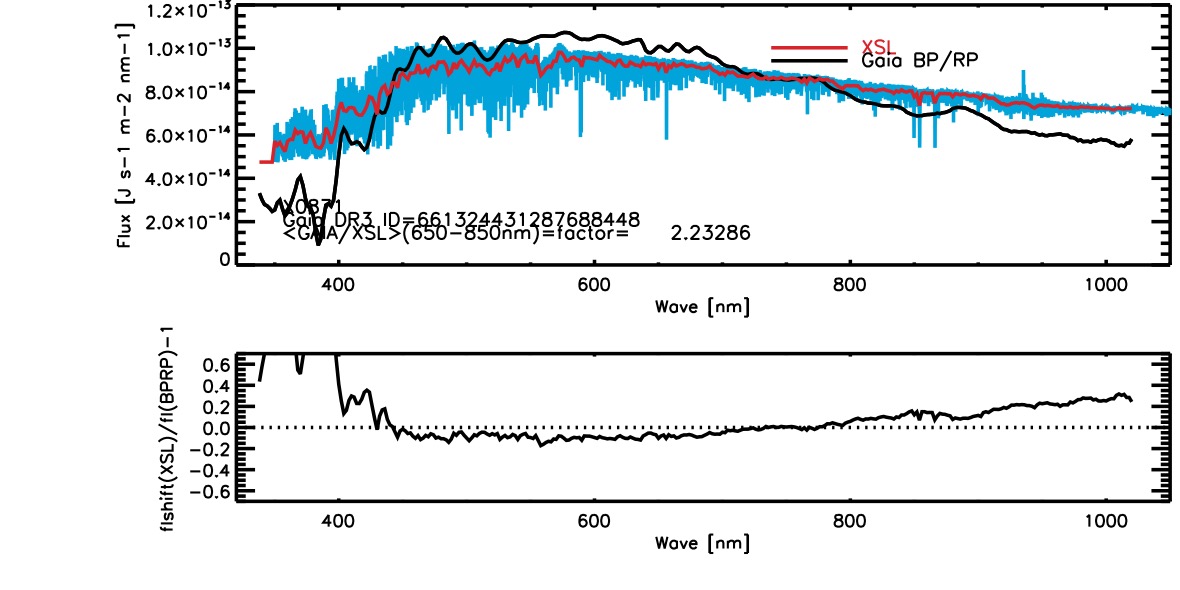 1.2×10⁻¹³
1.0×10⁻¹³
8.0×10⁻¹⁴
6.0×10⁻¹⁴
4.0×10⁻¹⁴
2.0×10⁻¹⁴
0
Flux [J s−1 m−2 nm−1]
XSL
Gaia BP/RP
X0871
Gaia DR3 ID=661324431287688448
<GAIA/XSL>(650−850nm)=factor= 2.23286
400 600 800 1000
Wave [nm]
flshift(XSL)/fl(BPRP)−1
0.6
0.4
0.2
0.0
−0.2
−0.4
−0.6
400 600 800 1000
Wave [nm]